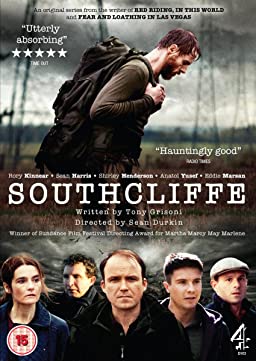 An original series from the writer of RED RIDING, IN THIS WORLD
and FEAR AND LOATHING IN LAS VEGAS
"Utterly
absorbing"
★★★★★
TIME OUT
"Hauntingly good"
RADIO TIMES
Rory Kinnear Sean Harris Shirley Henderson Anatol Yusef Eddie Marsan
SOUTHCLIFFE
Written by Tony Grisoni
Directed by Sean Durkin
Winner of Sundance Film Festival Directing Award for Martha Marcy May Marlene
15
4
DVD